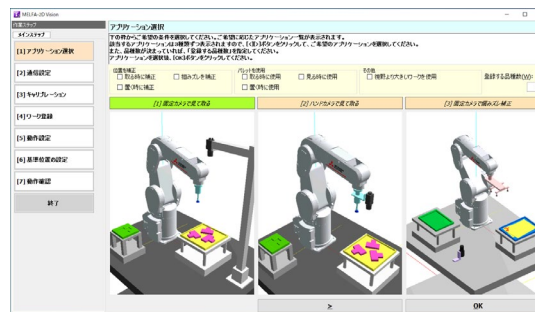 MELFA-2D Vision
作業ステップ
メインステップ
[1] アプリケーション選択
[2] 通信設定
[3] キャリブレーション
[4] ワーク登録
[5] 動作設定
[6] 基準位置の設定
[7] 動作確認
終了
アプリケーション選択
下の枠からご希望の条件を選択してください。ご希望に応じたアプリケーション一覧が表示されます。
該当するアプリケーションは3種類ずつ表示されますので、[<][>]ボタンをクリックして、ご希望のアプリケーションを選択してください。
また、品種数が決まっていれば、「登録する品種数」を指定してください。
アプリケーションを選択後、[OK]ボタンをクリックしてください。
位置を補正
取る時に補正
掴みズレを補正
置く時に補正
パレットを使用
取る時に使用
見る時に使用
置く時に使用
その他
視野より大きいワークを使用
登録する品種数(W):
[1] 固定カメラで見て取る
[2] ハンドカメラで見て取る
[3] 固定カメラで掴みズレ補正
>
OK